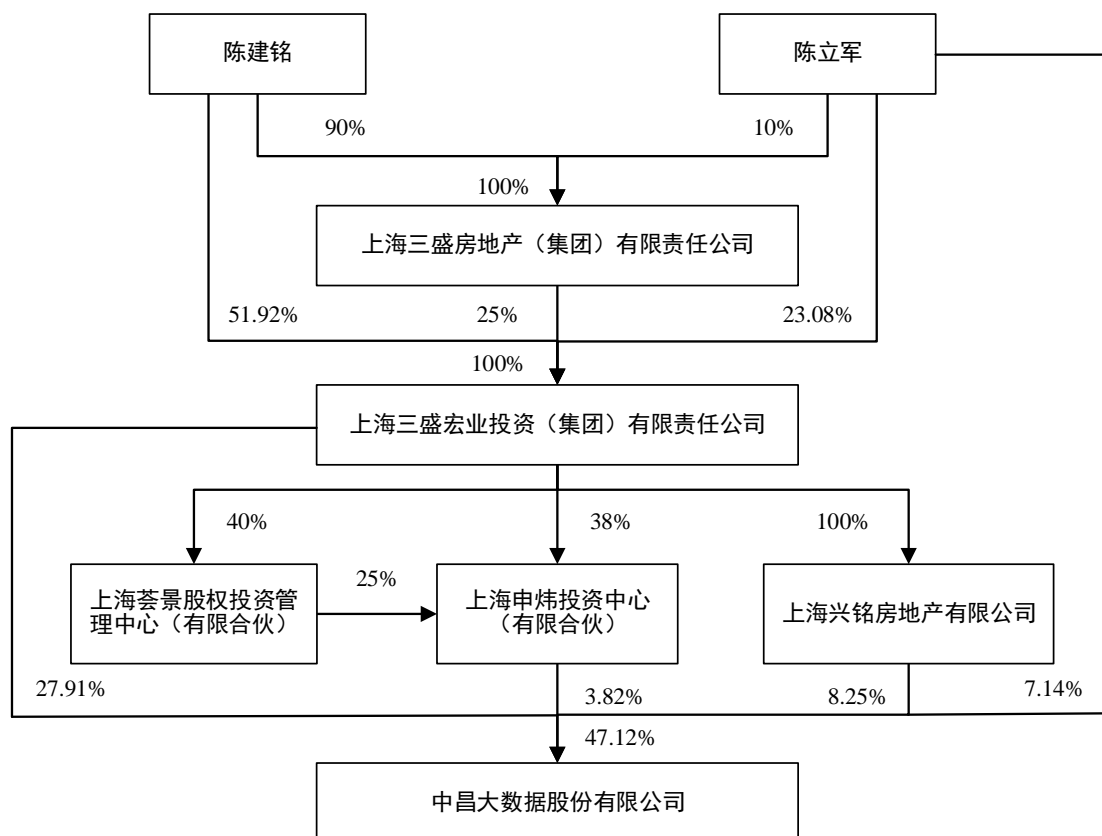 陈建铭
陈立军
90%
10%
100%
上海三盛房地产（集团）有限责任公司
51.92%
25%
23.08%
100%
上海三盛宏业投资（集团）有限责任公司
40%
38%
100%
上海荟景股权投资管
理中心（有限合伙）
25%
上海申炜投资中心
（有限合伙）
上海兴铭房地产有限公司
27.91%
3.82%
8.25%
7.14%
47.12%
中昌大数据股份有限公司